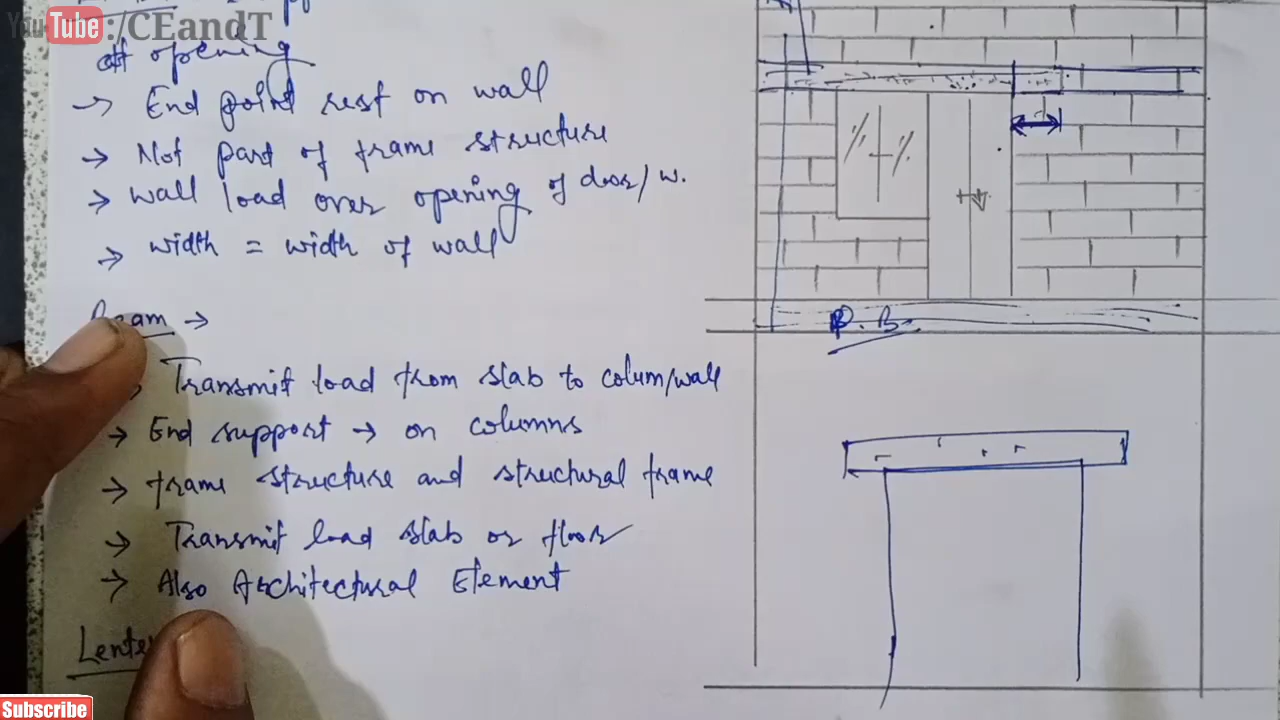 YouTube:/CEandT
of opening
→ End point rest on wall
→ Not part of frame structure
→ Wall load over opening of door/w.
→ width = width of wall
Beam →
Transmit load from slab to colum/wall
→ End support → on columns
→ frame structure and structural frame
→ Transmit load slab or floor
→ Also Architectural Element
Lente
P. B.
Subscribe